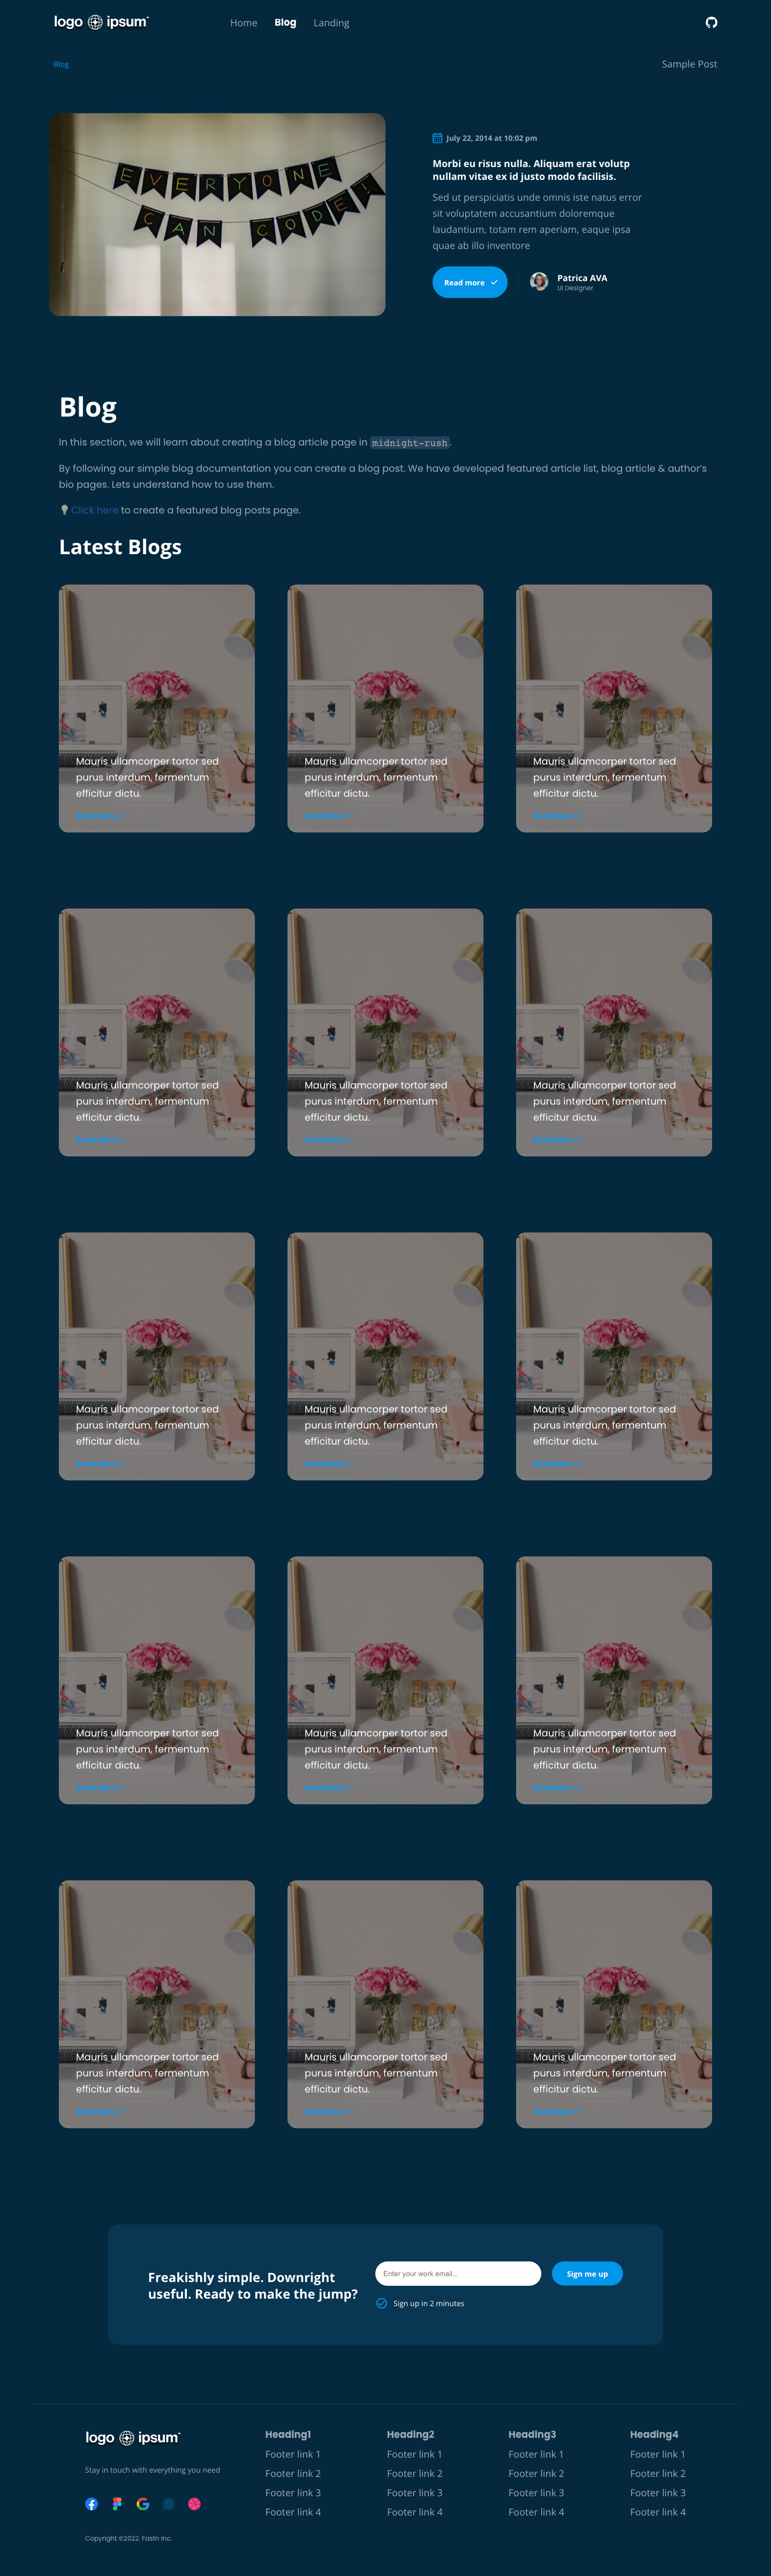 logo ipsum
Home Blog Landing
Blog
Sample Post
EVERYONE
CAN CODE!
July 22, 2014 at 10:02 pm
Morbi eu risus nulla. Aliquam erat volutp
nullam vitae ex id justo modo facilisis.
Sed ut perspiciatis unde omnis iste natus error
sit voluptatem accusantium doloremque
laudantium, totam rem aperiam, eaque ipsa
quae ab illo inventore
Read more
Patrica AVA
UI Designer
Blog
In this section, we will learn about creating a blog article page in midnight-rush.
By following our simple blog documentation you can create a blog post. We have developed featured article list, blog article & author's
bio pages. Lets understand how to use them.
Click here to create a featured blog posts page.
Latest Blogs
Mauris ullamcorper tortor sed
purus interdum, fermentum
efficitur dictu.
Mauris ullamcorper tortor sed
purus interdum, fermentum
efficitur dictu.
Mauris ullamcorper tortor sed
purus interdum, fermentum
efficitur dictu.
Mauris ullamcorper tortor sed
purus interdum, fermentum
efficitur dictu.
Mauris ullamcorper tortor sed
purus interdum, fermentum
efficitur dictu.
Mauris ullamcorper tortor sed
purus interdum, fermentum
efficitur dictu.
Mauris ullamcorper tortor sed
purus interdum, fermentum
efficitur dictu.
Mauris ullamcorper tortor sed
purus interdum, fermentum
efficitur dictu.
Mauris ullamcorper tortor sed
purus interdum, fermentum
efficitur dictu.
Mauris ullamcorper tortor sed
purus interdum, fermentum
efficitur dictu.
Mauris ullamcorper tortor sed
purus interdum, fermentum
efficitur dictu.
Mauris ullamcorper tortor sed
purus interdum, fermentum
efficitur dictu.
Mauris ullamcorper tortor sed
purus interdum, fermentum
efficitur dictu.
Mauris ullamcorper tortor sed
purus interdum, fermentum
efficitur dictu.
Mauris ullamcorper tortor sed
purus interdum, fermentum
efficitur dictu.
Freakishly simple. Downright
useful. Ready to make the jump?
Enter your work email...
Sign me up
Sign up in 2 minutes
logo ipsum
Stay in touch with everything you need
Copyright ©2022, Fastn Inc.
Heading1
Footer link 1
Footer link 2
Footer link 3
Footer link 4
Heading2
Footer link 1
Footer link 2
Footer link 3
Footer link 4
Heading3
Footer link 1
Footer link 2
Footer link 3
Footer link 4
Heading4
Footer link 1
Footer link 2
Footer link 3
Footer link 4